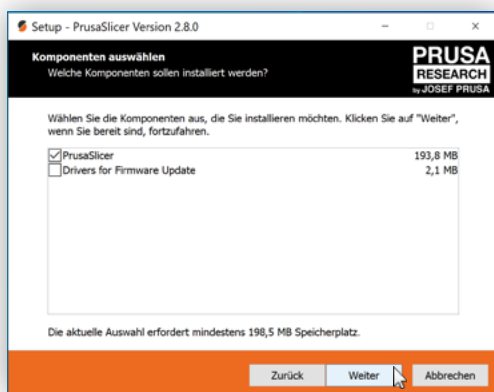 Setup - PrusaSlicer Version 2.8.0
Komponenten auswählen
Welche Komponenten sollen installiert werden?
PRUSA
RESEARCH
by JOSEF PRUSA
Wählen Sie die Komponenten aus, die Sie installieren möchten. Klicken Sie auf "Weiter",
wenn Sie bereit sind, fortzufahren.
PrusaSlicer 193,8 MB
Drivers for Firmware Update 2,1 MB
Die aktuelle Auswahl erfordert mindestens 198,5 MB Speicherplatz.
Zurück Weiter Abbrechen